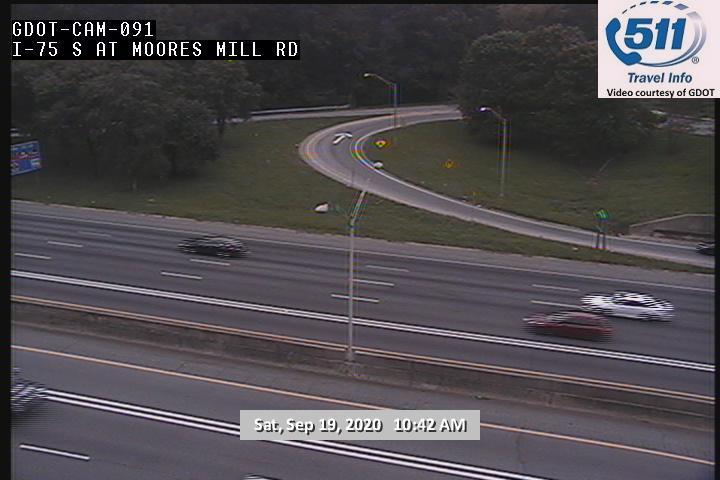 GDOT-CAM-091
I-75 S AT MOORES MILL RD
511
®
Travel Info
Video courtesy of GDOT
Sat, Sep 19, 2020 10:42 AM